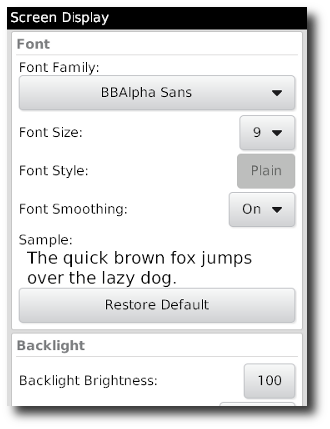 Screen Display
Font
Font Family:
BBAlpha Sans
Font Size: 9
Font Style: Plain
Font Smoothing: On
Sample:
The quick brown fox jumps
over the lazy dog.
Restore Default
Backlight
Backlight Brightness: 100